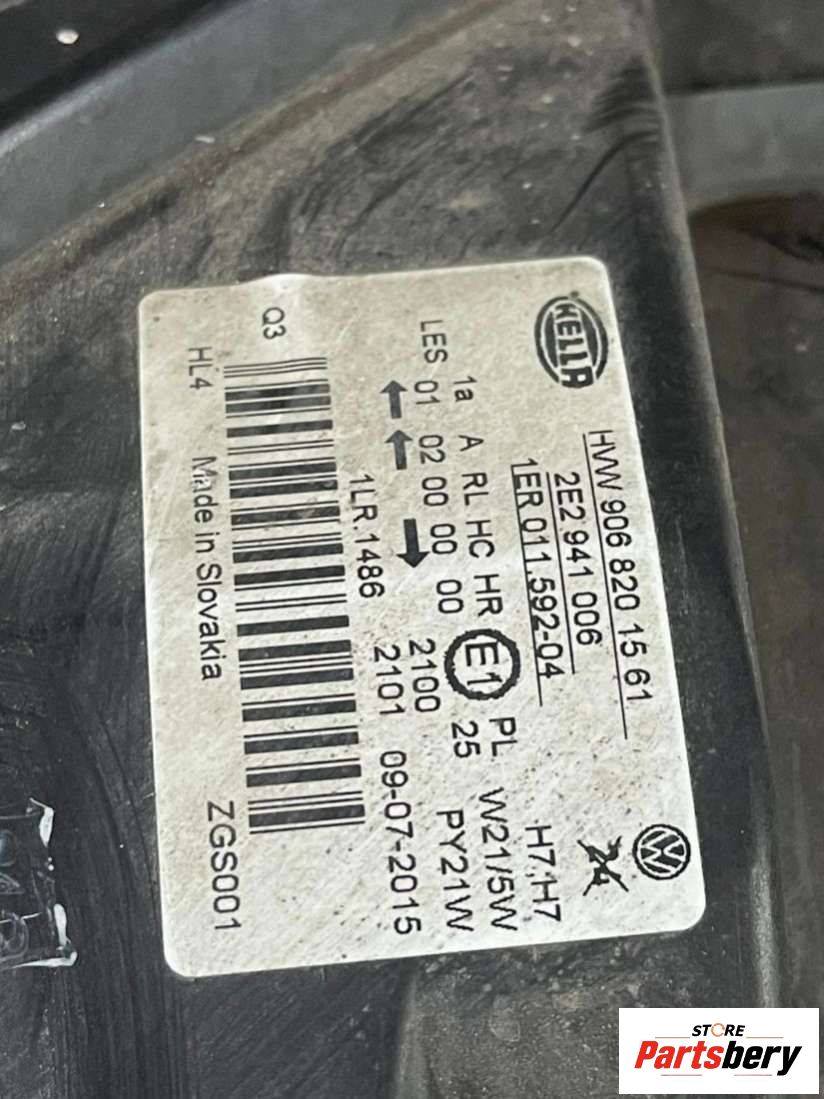 HELLA
HVW 906 820 15 61
2E2 941 006
1ER 011.592-04
H7,H7
1a A RL HC HR PL W21/5W
E1 25 PY21W
LES 01 02 00 00 00 2100
2101 09-07-2015
1LR.1486
Q3
HL4 Made in Slovakia ZGS001
STORE
Partsbery